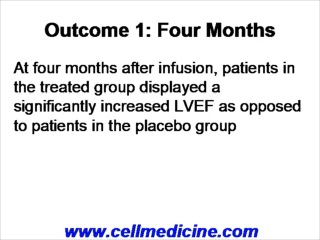 Outcome 1: Four Months
At four months after infusion, patients in
the treated group displayed a
significantly increased LVEF as opposed
to patients in the placebo group
www.cellmedicine.com